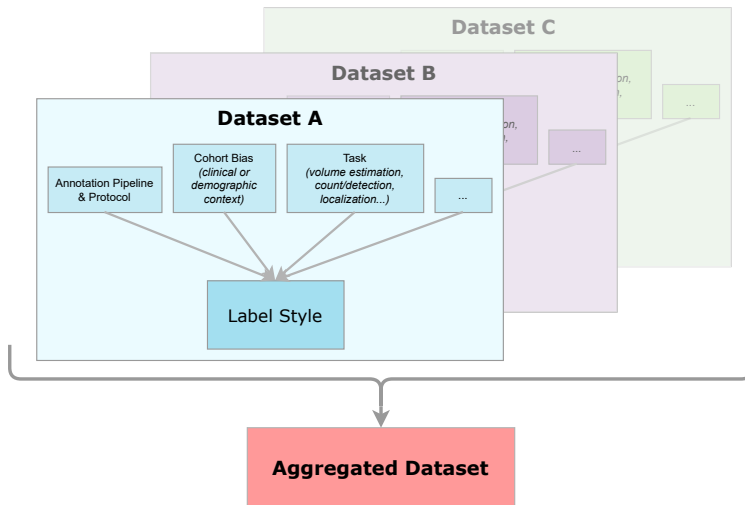 Dataset C
Dataset B
Dataset A
Annotation Pipeline
& Protocol
Cohort Bias
(clinical or
demographic
context)
Task
(volume estimation,
count/detection,
localization...)
...
...
...
Label Style
Aggregated Dataset